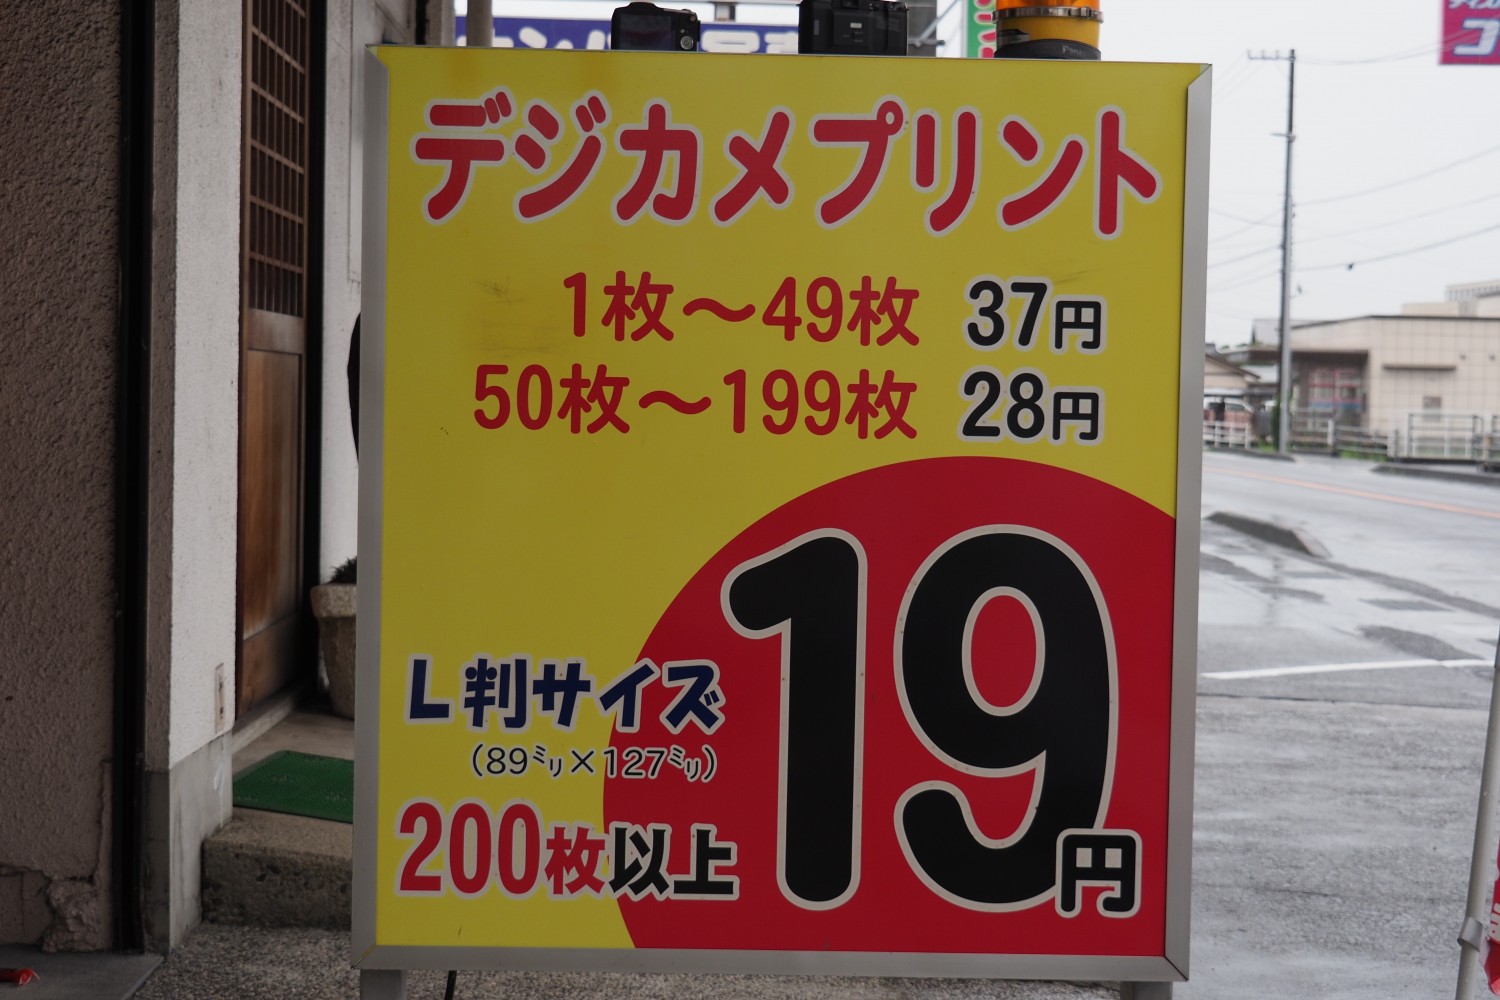 デジカメプリント
1枚～49枚 37円
50枚～199枚 28円
L判サイズ
(89㍉×127㍉)
200枚以上 19円